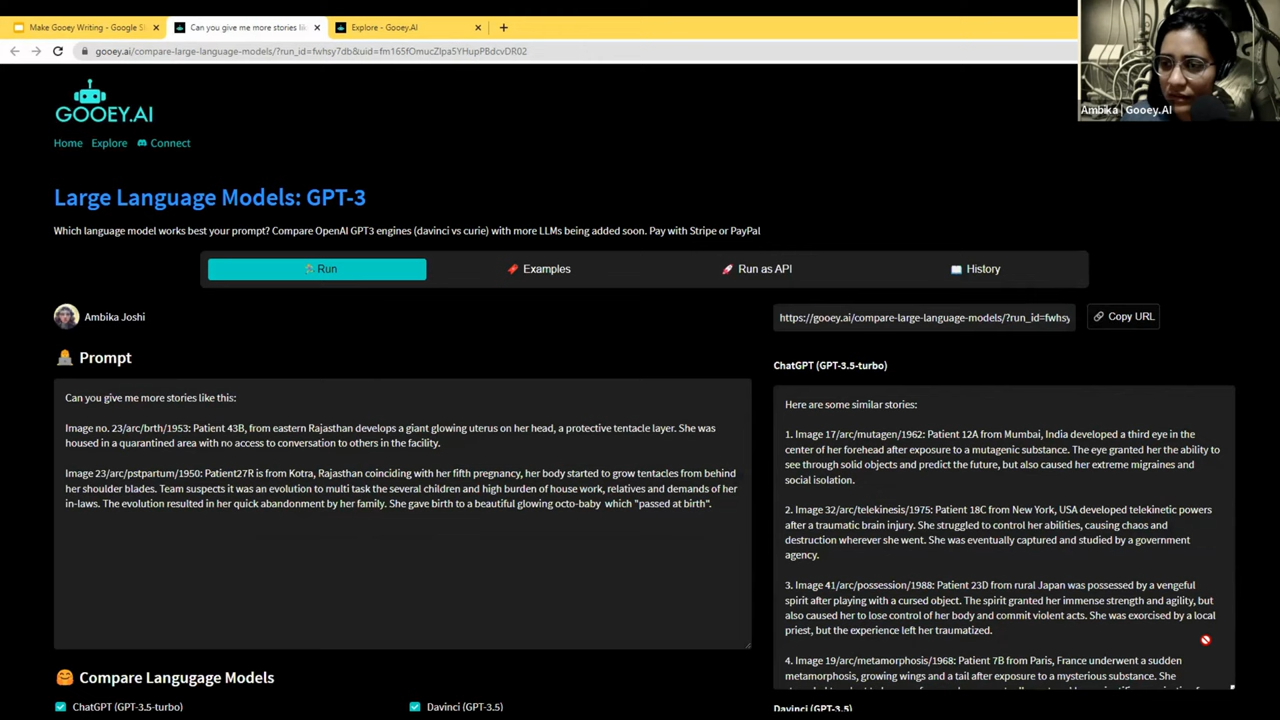 Make Gooey Writing - Google Sl
Can you give me more stories li
Explore - Gooey.AI
gooey.ai/compare-large-language-models/?run_id=fwhsy7db&uid=fm165fOmucZlpa5YHupPBdcvDR02
Ambika | Gooey.AI
GOOEY.AI
Home Explore Connect
Large Language Models: GPT-3
Which language model works best your prompt? Compare OpenAI GPT3 engines (davinci vs curie) with more LLMs being added soon. Pay with Stripe or PayPal
Run Examples Run as API History
Ambika Joshi
https://gooey.ai/compare-large-language-models/?run_id=fwhsy
Copy URL
Prompt
Can you give me more stories like this:
Image no. 23/arc/brth/1953: Patient 43B, from eastern Rajasthan develops a giant glowing uterus on her head, a protective tentacle layer. She was
housed in a quarantined area with no access to conversation to others in the facility.
Image 23/arc/pstpartum/1950: Patient27R is from Kotra, Rajasthan coinciding with her fifth pregnancy, her body started to grow tentacles from behind
her shoulder blades. Team suspects it was an evolution to multi task the several children and high burden of house work, relatives and demands of her
in-laws. The evolution resulted in her quick abandonment by her family. She gave birth to a beautiful glowing octo-baby which "passed at birth".
ChatGPT (GPT-3.5-turbo)
Here are some similar stories:
1. Image 17/arc/mutagen/1962: Patient 12A from Mumbai, India developed a third eye in the
center of her forehead after exposure to a mutagenic substance. The eye granted her the ability to
see through solid objects and predict the future, but also caused her extreme migraines and
social isolation.
2. Image 32/arc/telekinesis/1975: Patient 18C from New York, USA developed telekinetic powers
after a traumatic brain injury. She struggled to control her abilities, causing chaos and
destruction wherever she went. She was eventually captured and studied by a government
agency.
3. Image 41/arc/possession/1988: Patient 23D from rural Japan was possessed by a vengeful
spirit after playing with a cursed object. The spirit granted her immense strength and agility, but
also caused her to lose control of her body and commit violent acts. She was exorcised by a local
priest, but the experience left her traumatized.
4. Image 19/arc/metamorphosis/1968: Patient 7B from Paris, France underwent a sudden
metamorphosis, growing wings and a tail after exposure to a mysterious substance. She
Compare Langugage Models
ChatGPT (GPT-3.5-turbo)
Davinci (GPT-3.5)
Davinci (GPT-3.5)